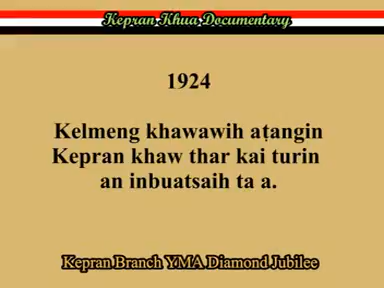 Kepran Khua Documentary
1924
Kelmeng khawawih aṭangin
Kepran khaw thar kai turin
an inbuatsaih ta a.
Kepran Branch YMA Diamond Jubilee